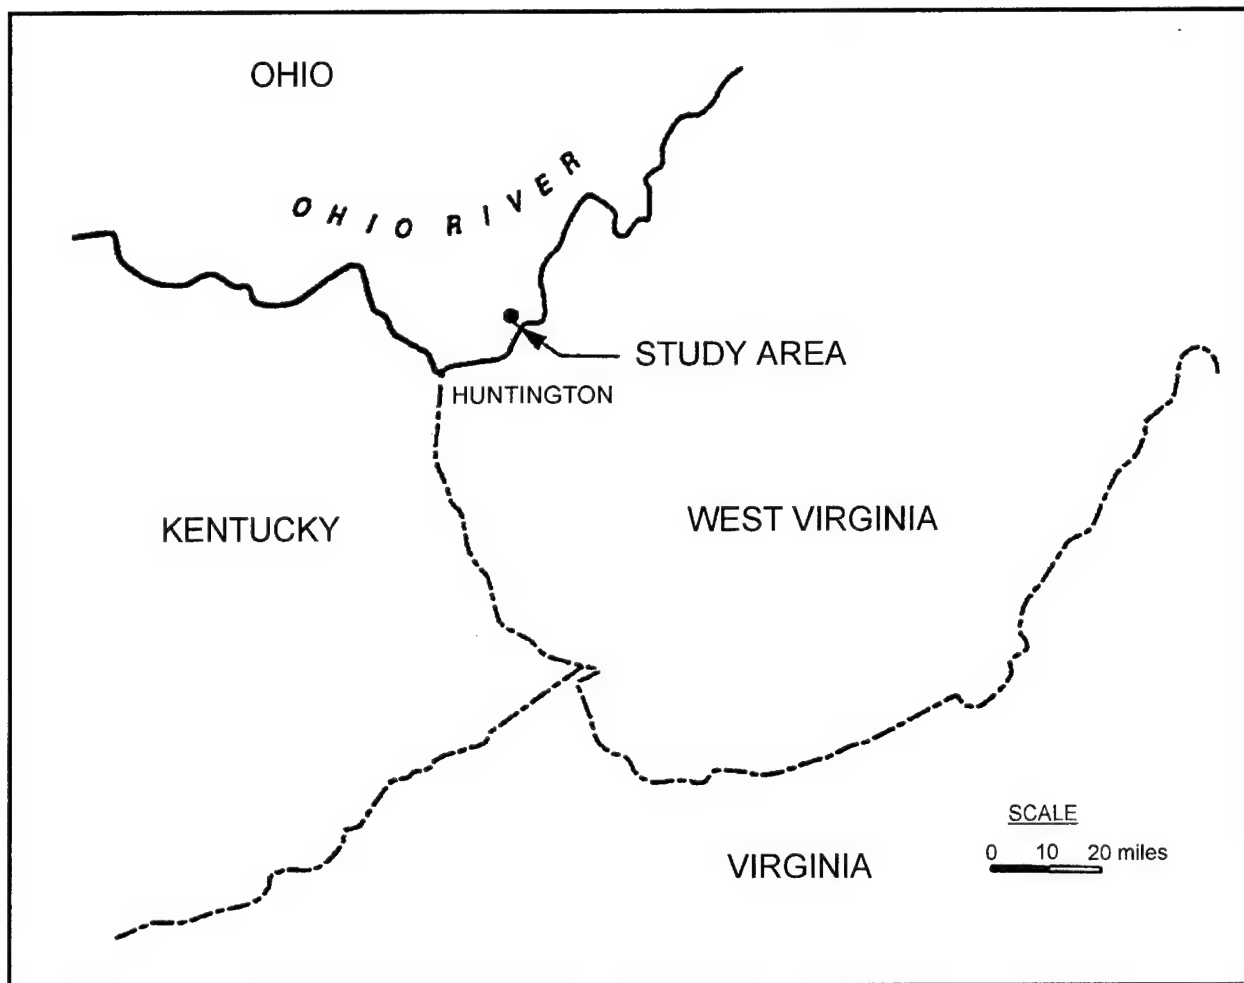 OHIO
OHIO RIVER
STUDY AREA
HUNTINGTON
KENTUCKY
WEST VIRGINIA
SCALE
0 10 20 miles
VIRGINIA